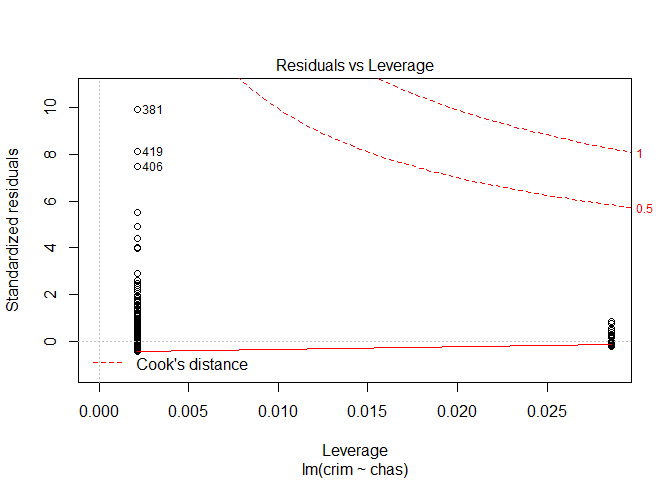 Residuals vs Leverage
Standardized residuals
10
8
6
4
2
0
381
419
406
1
0.5
Cook's distance
0.000 0.005 0.010 0.015 0.020 0.025
Leverage
lm(crim ~ chas)